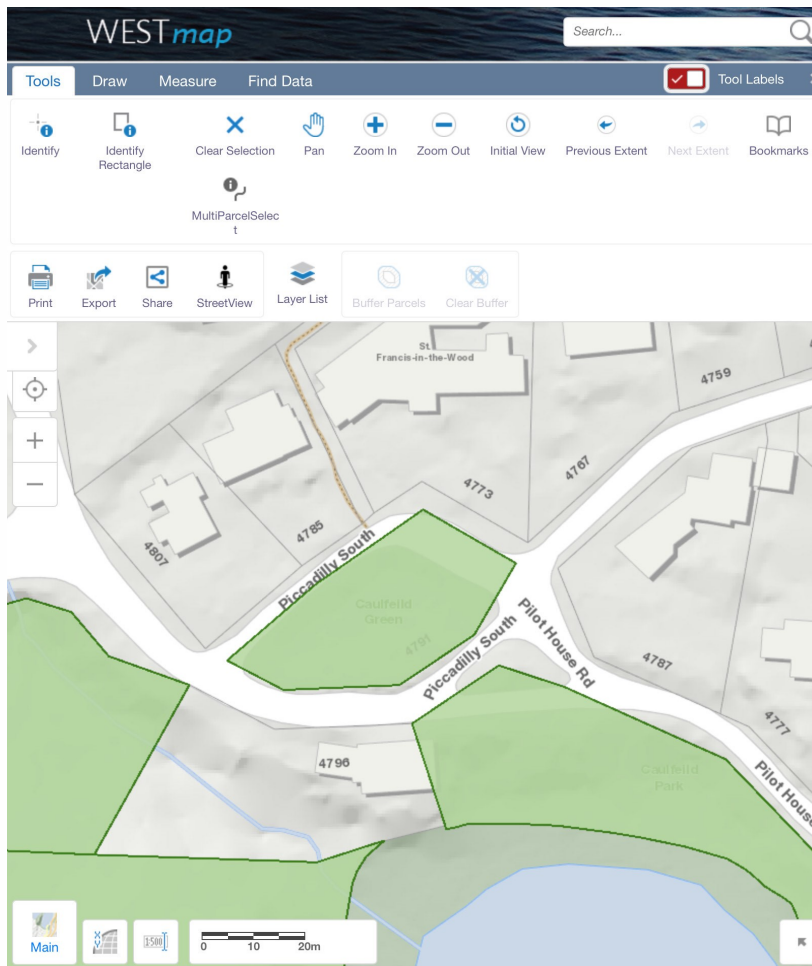 WESTmap
Search...
Tools Draw Measure Find Data Tool Labels
Identify
Identify
Rectangle
Clear Selection
Pan
Zoom In
Zoom Out
Initial View
Previous Extent
Next Extent
Bookmarks
MultiParcelSelec
t
Print
Export
Share
StreetView
Layer List
Buffer Parcels
Clear Buffer
St.
Francis-in-the-Wood
4759
4767
4773
4785
4807
Piccadilly South
Caulfeild
Green
4791
Piccadilly South
Pilot House Rd
4787
4777
4796
Caulfeild
Park
Pilot House
Main
1:500
0 10 20m